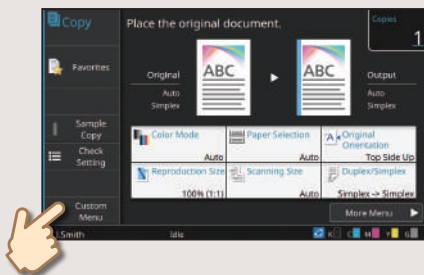 Copy
Place the original document.
Copies
1
Favorites
Original
ABC
ABC
Output
Auto
Auto
Simplex
Simplex
Sample
Copy
Check
Setting
Custom
Menu
Color Mode
Auto
Paper Selection
Auto
Original
Orientation
Top Side Up
Reproduction Size
100% (1:1)
Scanning Size
Auto
Duplex/Simplex
Simplex -> Simplex
More Menu
Smith
Idle
K C M Y G